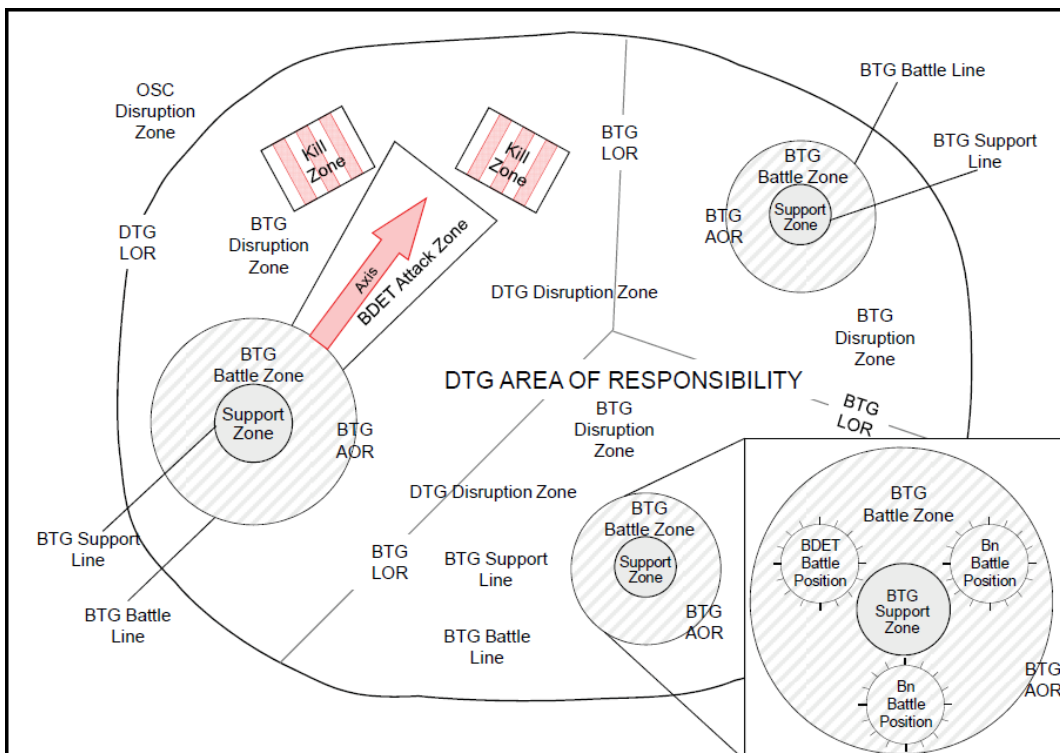 OSC
Disruption
Zone
Kill
Zone
Kill
Zone
BTG
LOR
BTG Battle Line
BTG Support
Line
BTG
Battle Zone
Support
Zone
BTG
AOR
DTG
LOR
BTG
Disruption
Zone
Axis
BDET Attack Zone
DTG Disruption Zone
BTG
Disruption
Zone
BTG
Battle Zone
Support
Zone
BTG
AOR
DTG AREA OF RESPONSIBILITY
BTG
Disruption
Zone
BTG
LOR
DTG Disruption Zone
BTG
Battle Zone
Support
Zone
BTG
AOR
BTG Support
Line
BTG Battle
Line
BTG
LOR
BTG Support
Line
BTG Battle
Line
BTG
Battle Zone
BDET
Battle
Position
Bn
Battle
Position
BTG
Support
Zone
Bn
Battle
Position
BTG
AOR